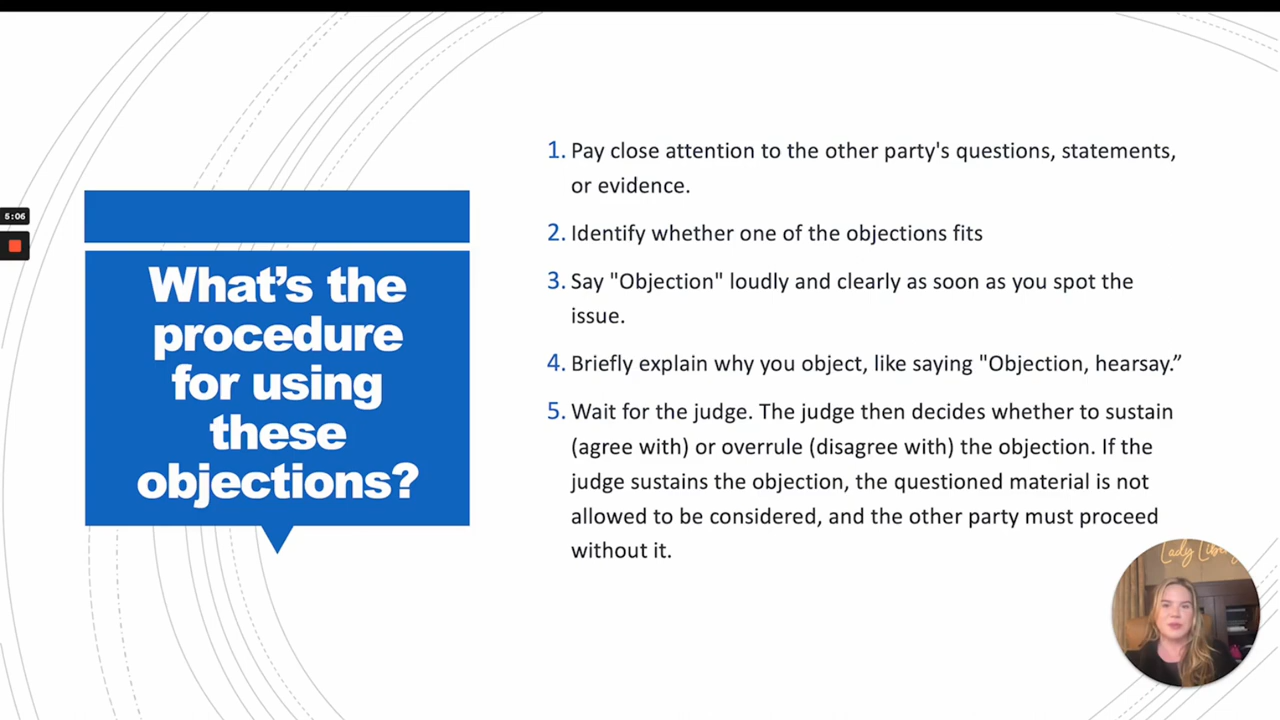 5:06
What's the
procedure
for using
these
objections?
1. Pay close attention to the other party's questions, statements,
or evidence.
2. Identify whether one of the objections fits
3. Say "Objection" loudly and clearly as soon as you spot the
issue.
4. Briefly explain why you object, like saying "Objection, hearsay.”
5. Wait for the judge. The judge then decides whether to sustain
(agree with) or overrule (disagree with) the objection. If the
judge sustains the objection, the questioned material is not
allowed to be considered, and the other party must proceed
without it.
Lady